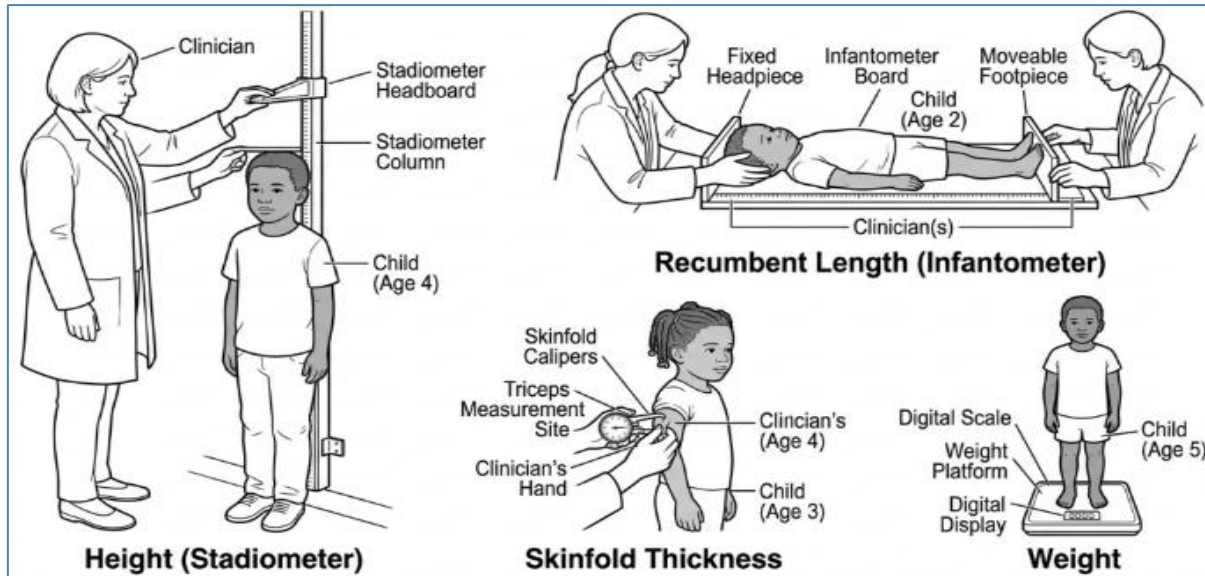 Clinician
Stadiometer
Headboard
Stadiometer
Column
Child
(Age 4)
Height (Stadiometer)
Fixed
Headpiece
Infantometer
Board
Moveable
Footpiece
Child
(Age 2)
Clinician(s)
Recumbent Length (Infantometer)
Skinfold
Calipers
Triceps
Measurement
Site
Clinician's
Hand
Clincian's
(Age 4)
Child
(Age 3)
Skinfold Thickness
Digital Scale
Weight
Platform
Digital
Display
Child
(Age 5)
Weight